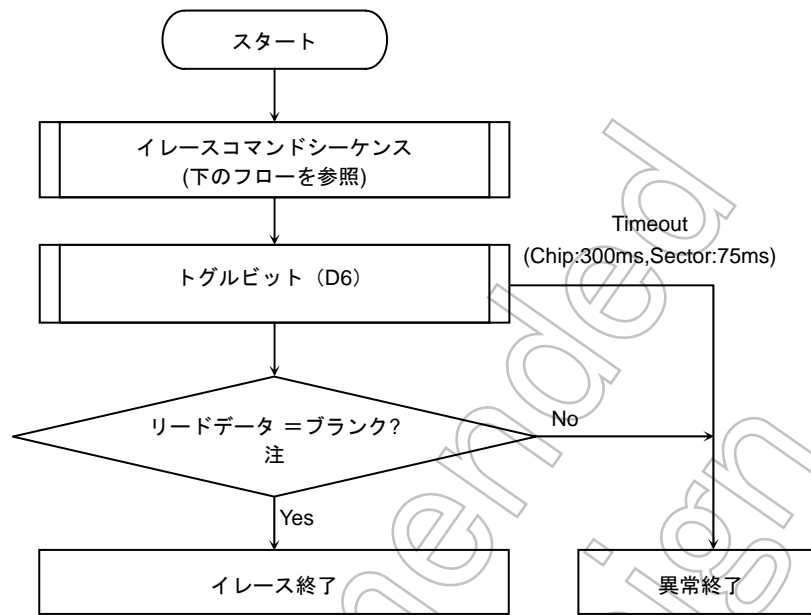 スタート
イレースコマンドシーケンス
(下のフローを参照)
Timeout
(Chip:300ms,Sector:75ms)
トグルビット（D6）
リードデータ ＝ブランク?
注
No
Yes
イレース終了
異常終了